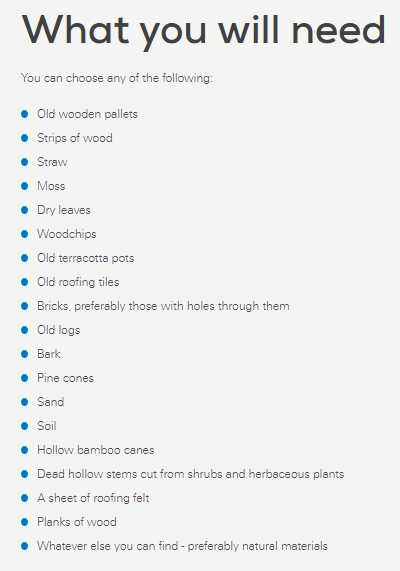 What you will need
You can choose any of the following:
Old wooden pallets
Strips of wood
Straw
Moss
Dry leaves
Woodchips
Old terracotta pots
Old roofing tiles
Bricks, preferably those with holes through them
Old logs
Bark
Pine cones
Sand
Soil
Hollow bamboo canes
Dead hollow stems cut from shrubs and herbaceous plants
A sheet of roofing felt
Planks of wood
Whatever else you can find - preferably natural materials